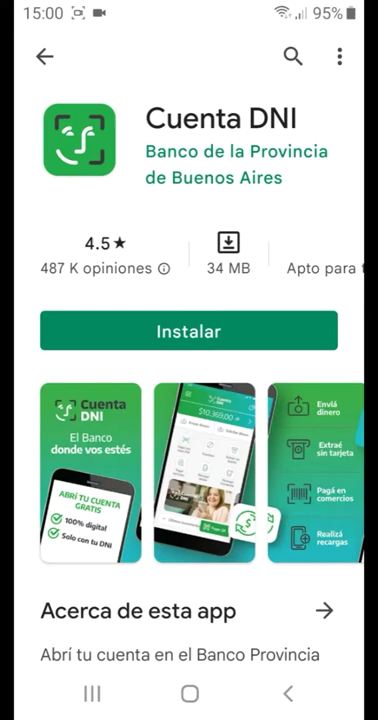 15:00
95%
Cuenta DNI
Banco de la Provincia
de Buenos Aires
4.5★
487 K opiniones
34 MB
Apto para t
Instalar
Cuenta
DNI
El Banco
donde vos estés
ABRÍ TU CUENTA
GRATIS
100% digital
Solo con tu DNI
Cuenta
DNI
$10.369,00
Enviá
dinero
Extraé
sin tarjeta
Pagá en
comercios
Realizá
recargas
Acerca de esta app
Abrí tu cuenta en el Banco Provincia